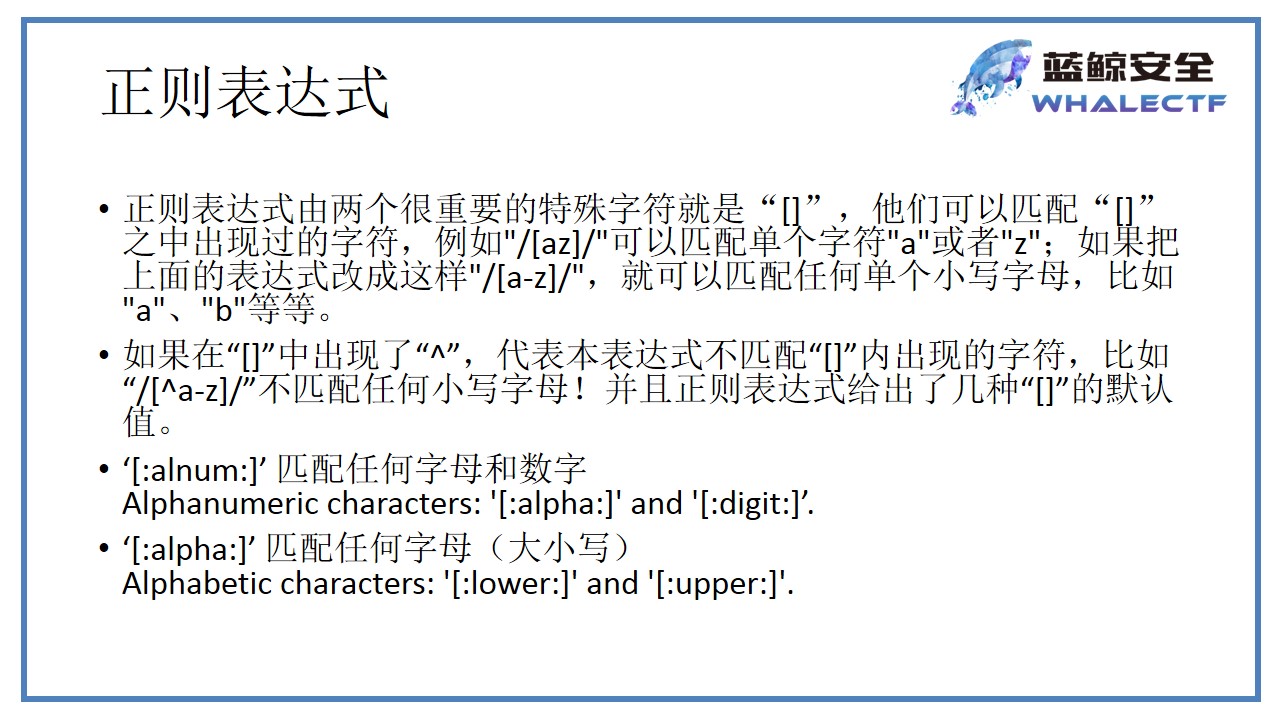 蓝鲸安全
WHALECTF
正则表达式
• 正则表达式由两个很重要的特殊字符就是“[]”，他们可以匹配“[]”
之中出现过的字符，例如"/[az]/"可以匹配单个字符"a"或者"z"；如果把
上面的表达式改成这样"/[a-z]/"，就可以匹配任何单个小写字母，比如
"a"、"b"等等。
• 如果在“[]”中出现了“^”，代表本表达式不匹配“[]”内出现的字符，比如
“/[^a-z]/”不匹配任何小写字母！并且正则表达式给出了几种“[]”的默认
值。
• ‘[:alnum:]’ 匹配任何字母和数字
Alphanumeric characters: '[:alpha:]' and '[:digit:]’.
• ‘[:alpha:]’ 匹配任何字母（大小写）
Alphabetic characters: '[:lower:]' and '[:upper:]'.